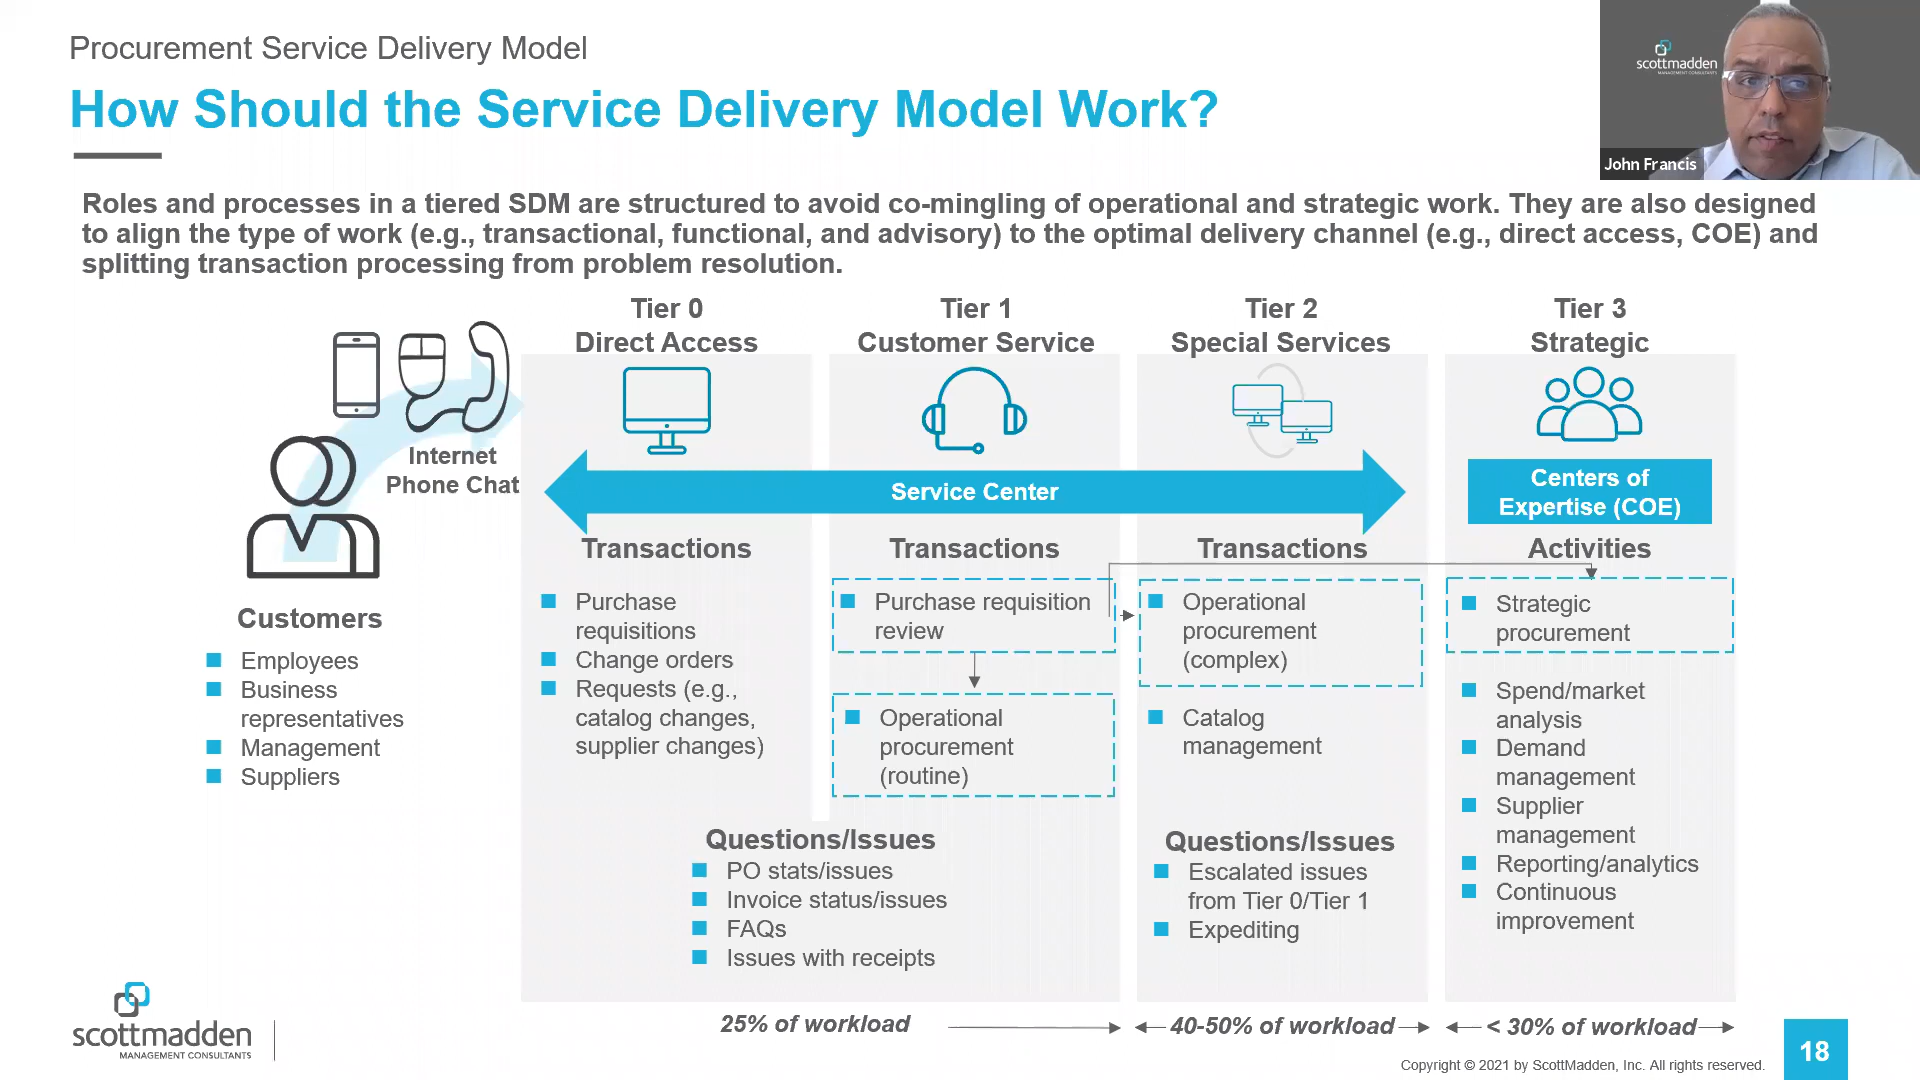 Procurement Service Delivery Model
How Should the Service Delivery Model Work?
scottmadden
MANAGEMENT CONSULTANTS
John Francis
Roles and processes in a tiered SDM are structured to avoid co-mingling of operational and strategic work. They are also designed
to align the type of work (e.g., transactional, functional, and advisory) to the optimal delivery channel (e.g., direct access, COE) and
splitting transaction processing from problem resolution.
Internet
Phone Chat
Customers
Employees
Business
representatives
Management
Suppliers
Tier 0
Direct Access
Tier 1
Customer Service
Tier 2
Special Services
Tier 3
Strategic
Service Center
Centers of
Expertise (COE)
Transactions
Purchase
requisitions
Change orders
Requests (e.g.,
catalog changes,
supplier changes)
Transactions
Purchase requisition
review
Operational
procurement
(routine)
Questions/Issues
PO stats/issues
Invoice status/issues
FAQs
Issues with receipts
Transactions
Operational
procurement
(complex)
Catalog
management
Questions/Issues
Escalated issues
from Tier 0/Tier 1
Expediting
Activities
Strategic
procurement
Spend/market
analysis
Demand
management
Supplier
management
Reporting/analytics
Continuous
improvement
25% of workload
40-50% of workload
< 30% of workload
scottmadden
MANAGEMENT CONSULTANTS
Copyright © 2021 by ScottMadden, Inc. All rights reserved.
18